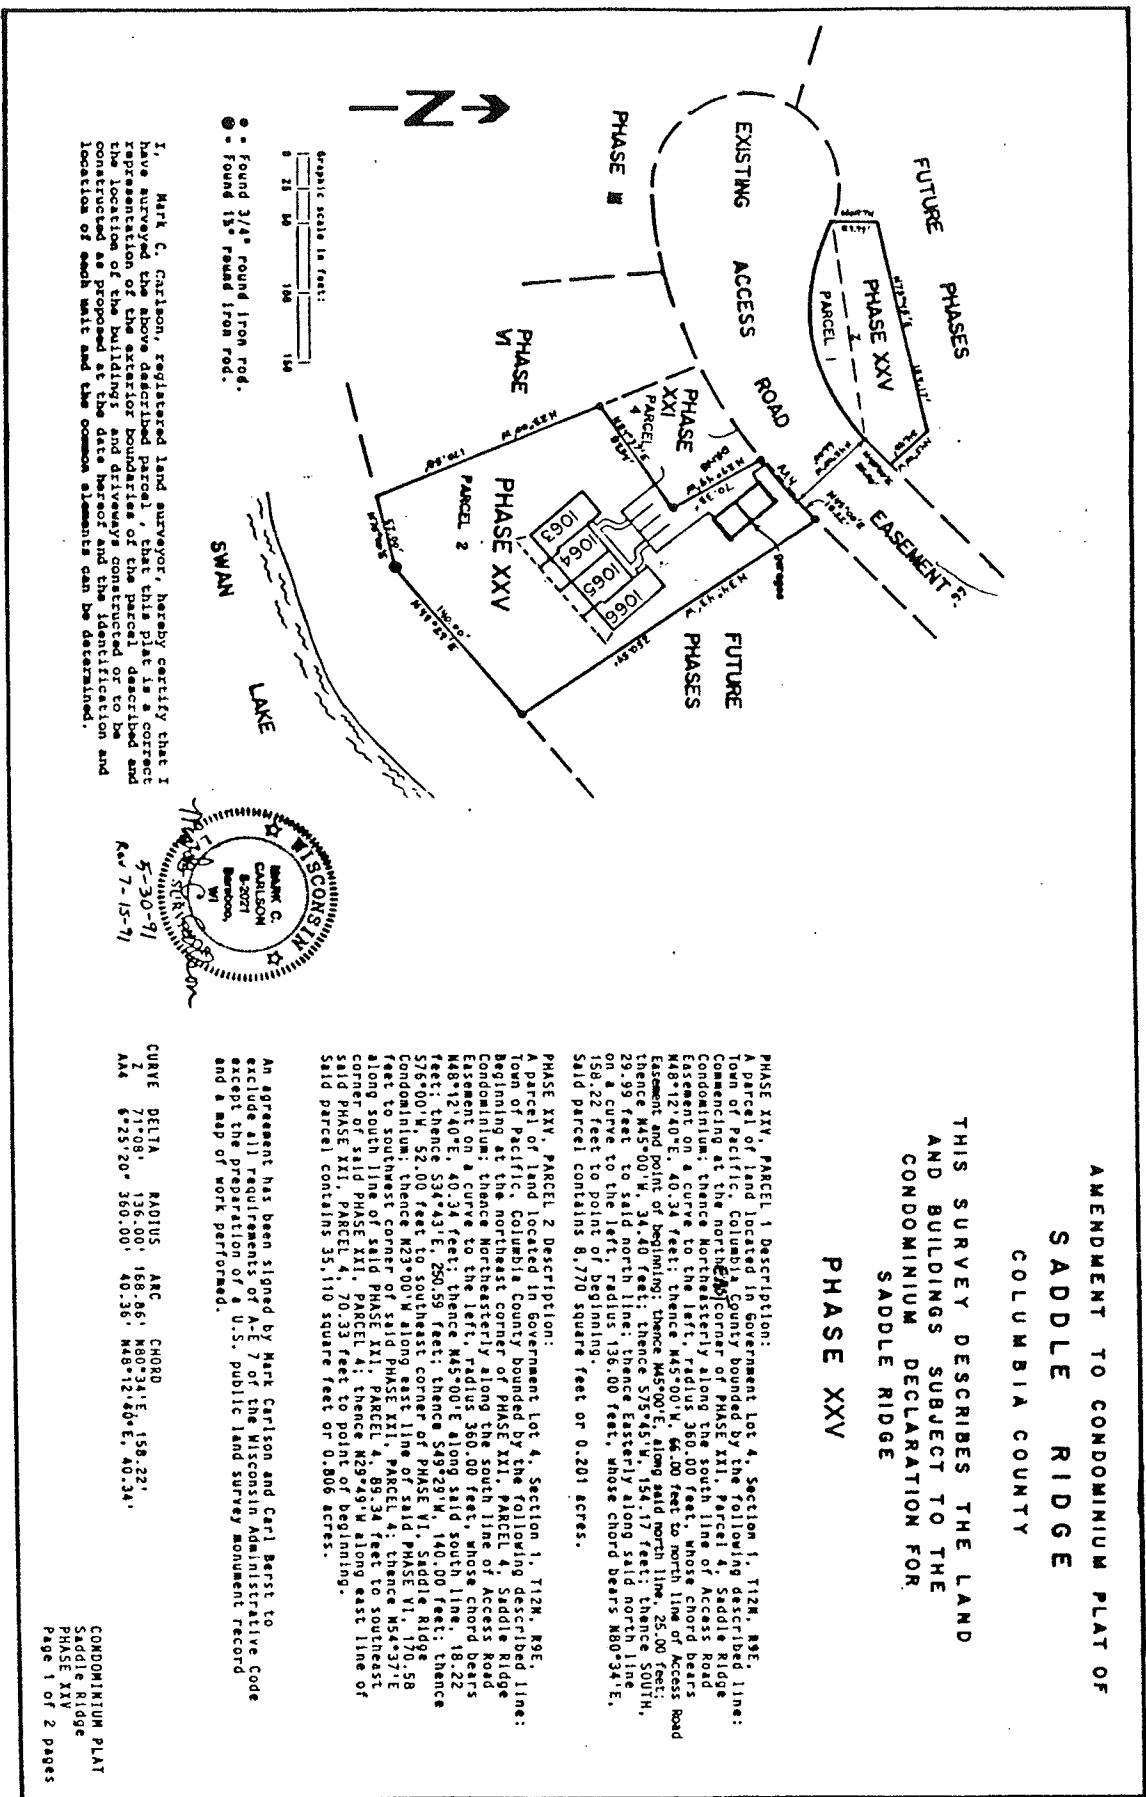 AMENDMENT TO CONDOMINIUM PLAT OF
SADDLE RIDGE
COLUMBIA COUNTY
THIS SURVEY DESCRIBES THE LAND
AND BUILDINGS SUBJECT TO THE
CONDOMINIUM DECLARATION FOR
SADDLE RIDGE
PHASE XXV
FUTURE PHASES
PHASE XXV
PARCEL 1
Z
NORTH
29.99'
N75°45'E
154.17'
EXISTING ACCESS ROAD
EASEMENT
PHASE III
PHASE VI
PHASE XXI
PARCEL 4
AA4
N29°49'W
70.33'
garages
N34°43'W
250.59'
FUTURE PHASES
1063
1064
1065
1066
PHASE XXV
PARCEL 2
N23°00'W
170.58'
52.00'
140.00'
SWAN LAKE
N
Graphic scale in feet:
0 25 50 100 150
• - Found 3/4" round iron rod.
● - Found 1½" round iron rod.
I, Mark C. Carlson, registered land surveyor, hereby certify that I
have surveyed the above described parcel, that this plat is a correct
representation of the exterior boundaries of the parcel described and
the location of the buildings and driveways constructed or to be
constructed as proposed at the date hereof and the identification and
location of each unit and the common elements can be determined.
WISCONSIN
MARK C.
CARLSON
S-2021
Baraboo,
WI
LAND SURVEYOR
Mark C Carlson
5-30-91
Rev 7-15-91
PHASE XXV, PARCEL 1 Description:
A parcel of land located in Government Lot 4, Section 1, T12N, R9E,
Town of Pacific, Columbia County bounded by the following described line:
Commencing at the northEAST corner of PHASE XXI, Parcel 4, Saddle Ridge
Condominium; thence Northeasterly along the south line of Access Road
Easement on a curve to the left, radius 360.00 feet, whose chord bears
N48°12'40"E, 40.34 feet; thence N45°00'W, 66.00 feet to north line of Access Road
Easement and point of beginning; thence N45°00'E, along said north line, 25.00 feet;
thence N45°00'W, 34.40 feet; thence S75°45'W, 154.17 feet; thence SOUTH,
29.99 feet to said north line; thence Easterly along said north line
on a curve to the left, radius 136.00 feet, whose chord bears N80°34'E,
158.22 feet to point of beginning.
Said parcel contains 8,770 square feet or 0.201 acres.
PHASE XXV, PARCEL 2 Description:
A parcel of land located in Government Lot 4, Section 1, T12N, R9E,
Town of Pacific, Columbia County bounded by the following described line:
Beginning at the northeast corner of PHASE XXI, PARCEL 4, Saddle Ridge
Condominium; thence Northeasterly along the south line of Access Road
Easement on a curve to the left, radius 360.00 feet, whose chord bears
N48°12'40"E, 40.34 feet; thence N45°00'E along said south line, 18.22
feet; thence S34°43'E, 250.59 feet; thence S49°29'W, 140.00 feet; thence
S76°00'W, 52.00 feet to southeast corner of PHASE VI, Saddle Ridge
Condominium; thence N23°00'W along east line of said PHASE VI, 170.58
feet to southwest corner of said PHASE XXI, PARCEL 4; thence N54°37'E
along south line of said PHASE XXI, PARCEL 4, 89.34 feet to southeast
corner of said PHASE XXI, PARCEL 4; thence N29°49'W along east line of
said PHASE XXI, PARCEL 4, 70.33 feet to point of beginning.
Said parcel contains 35,110 square feet or 0.806 acres.
An agreement has been signed by Mark Carlson and Carl Berst to
exclude all requirements of A-E 7 of the Wisconsin Administrative Code
except the preparation of a U.S. public land survey monument record
and a map of work performed.
CURVE DELTA RADIUS ARC CHORD
Z 71°08' 136.00' 168.86' N80°34'E, 158.22'
AA4 6°25'20" 360.00' 40.36' N48°12'40"E, 40.34'
CONDOMINIUM PLAT
Saddle Ridge
PHASE XXV
Page 1 of 2 pages